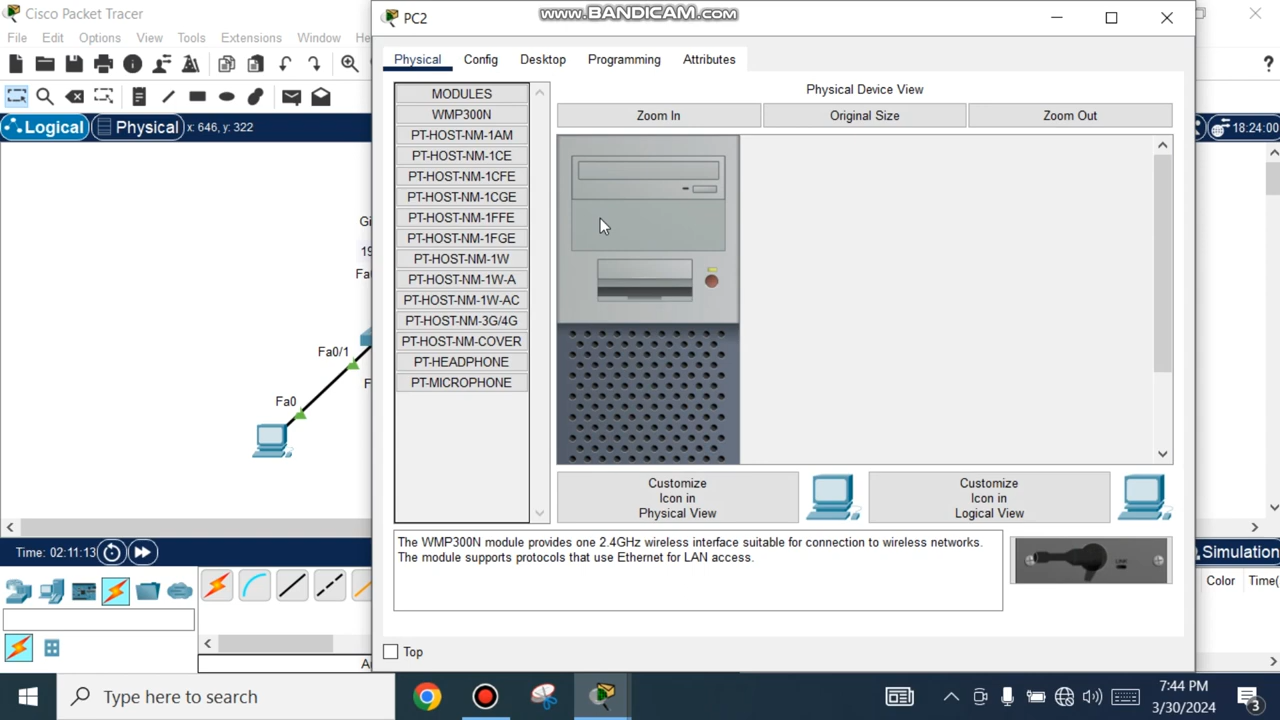 Cisco Packet Tracer
PC2
www.BANDICAM.com
File Edit Options View Tools Extensions Window He
Physical Config Desktop Programming Attributes
MODULES
WMP300N
PT-HOST-NM-1AM
PT-HOST-NM-1CE
PT-HOST-NM-1CFE
PT-HOST-NM-1CGE
PT-HOST-NM-1FFE
PT-HOST-NM-1FGE
PT-HOST-NM-1W
PT-HOST-NM-1W-A
PT-HOST-NM-1W-AC
PT-HOST-NM-3G/4G
PT-HOST-NM-COVER
PT-HEADPHONE
PT-MICROPHONE
Physical Device View
Zoom In Original Size Zoom Out
Logical Physical x: 646, y: 322
18:24:00
Gi
19
Fa0
Fa0/1
F
Fa0
Customize
Icon in
Physical View
Customize
Icon in
Logical View
The WMP300N module provides one 2.4GHz wireless interface suitable for connection to wireless networks.
The module supports protocols that use Ethernet for LAN access.
Top
Time: 02:11:13
Simulation
Color Time(
A
Type here to search
7:44 PM
3/30/2024
3